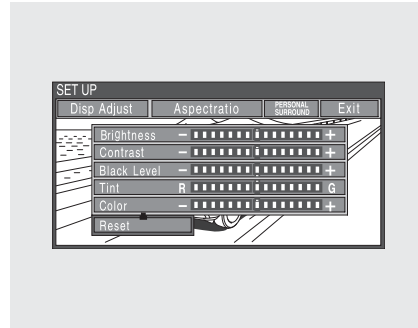 SET UP
Disp Adjust Aspectratio PERSONAL SURROUND Exit
Brightness - +
Contrast - +
Black Level - +
Tint R G
Color - +
Reset